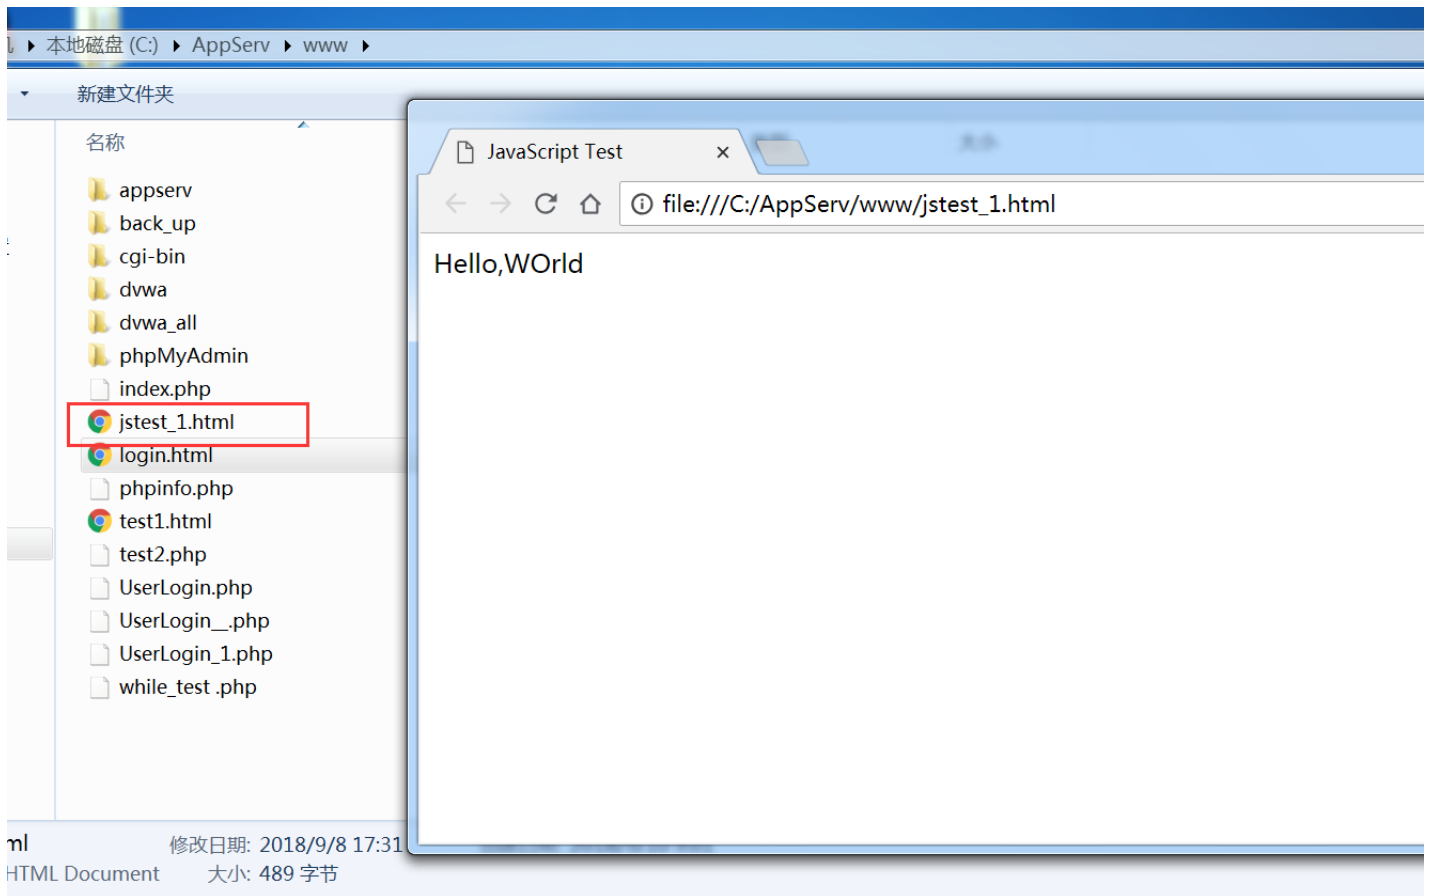 本地磁盘 (C:) AppServ www
新建文件夹
名称
appserv
back_up
cgi-bin
dvwa
dvwa_all
phpMyAdmin
index.php
jstest_1.html
login.html
phpinfo.php
test1.html
test2.php
UserLogin.php
UserLogin__.php
UserLogin_1.php
while_test .php
JavaScript Test
file:///C:/AppServ/www/jstest_1.html
Hello,WOrld
ml 修改日期: 2018/9/8 17:31
HTML Document 大小: 489 字节